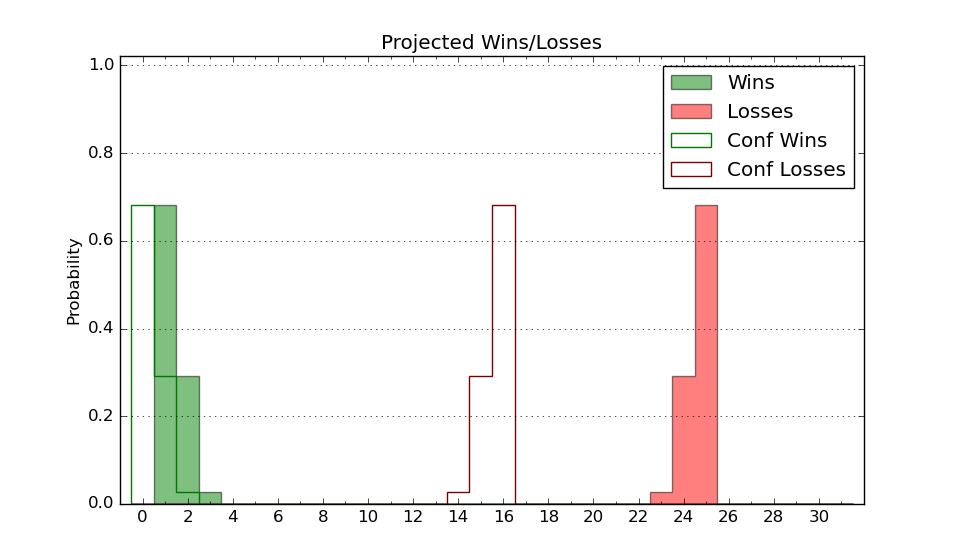 Projected Wins/Losses
1.0
0.8
0.6
0.4
0.2
0.0
Probability
Wins
Losses
Conf Wins
Conf Losses
0 2 4 6 8 10 12 14 16 18 20 22 24 26 28 30